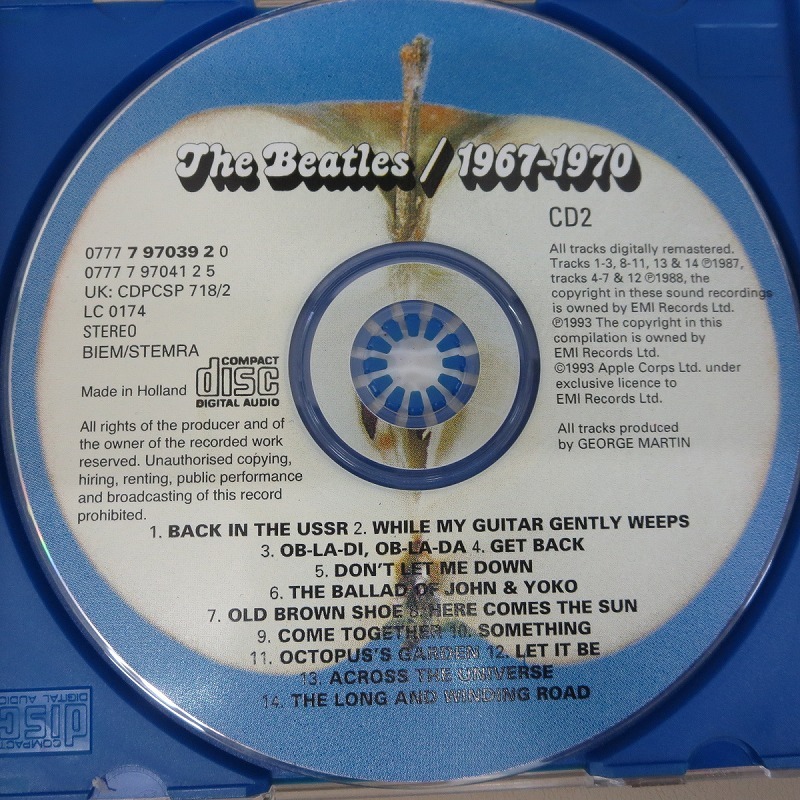 The Beatles / 1967-1970
CD2
0777 7 97039 2 0
0777 7 97041 2 5
UK: CDPCSP 718/2
LC 0174
STEREO
BIEM/STEMRA
Made in Holland
COMPACT
disc
DIGITAL AUDIO
All rights of the producer and of
the owner of the recorded work
reserved. Unauthorised copying,
hiring, renting, public performance
and broadcasting of this record
prohibited.
All tracks digitally remastered.
Tracks 1-3, 8-11, 13 & 14 ℗1987,
tracks 4-7 & 12 ℗1988, the
copyright in these sound recordings
is owned by EMI Records Ltd.
℗1993 The copyright in this
compilation is owned by
EMI Records Ltd.
©1993 Apple Corps Ltd. under
exclusive licence to
EMI Records Ltd.
All tracks produced
by GEORGE MARTIN
1. BACK IN THE USSR 2. WHILE MY GUITAR GENTLY WEEPS
3. OB-LA-DI, OB-LA-DA 4. GET BACK
5. DON'T LET ME DOWN
6. THE BALLAD OF JOHN & YOKO
7. OLD BROWN SHOE 8. HERE COMES THE SUN
9. COME TOGETHER 10. SOMETHING
11. OCTOPUS'S GARDEN 12. LET IT BE
13. ACROSS THE UNIVERSE
14. THE LONG AND WINDING ROAD
COMPACT
disc
DIGITAL AUDIO